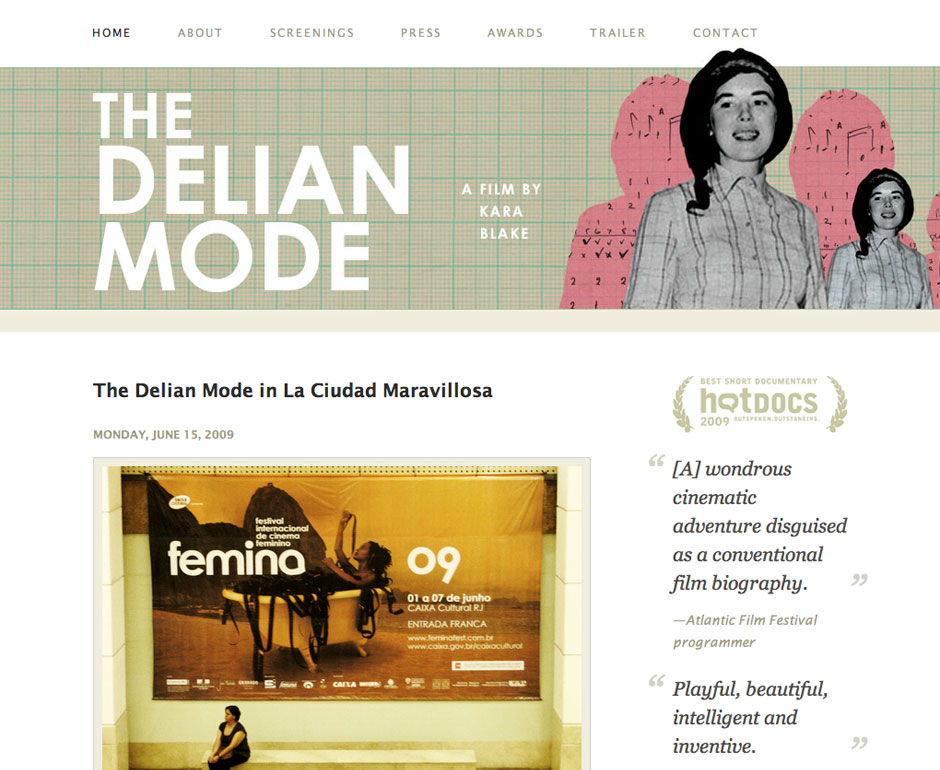 HOME ABOUT SCREENINGS PRESS AWARDS TRAILER CONTACT
THE
DELIAN
MODE
A FILM BY
KARA
BLAKE
The Delian Mode in La Ciudad Maravillosa
MONDAY, JUNE 15, 2009
festival
internacional
de cinema
feminino
femina 09
01 a 07 de junho
CAIXA Cultural RJ
ENTRADA FRANCA
www.feminafest.com.br
www.caixa.gov.br/caixacultural
CAIXA
BEST SHORT DOCUMENTARY
hotDOCS
2009 OUTSPOKEN. OUTSTANDING.
“ [A] wondrous
cinematic
adventure disguised
as a conventional
film biography. ”
—Atlantic Film Festival
programmer
“ Playful, beautiful,
intelligent and
inventive. ”